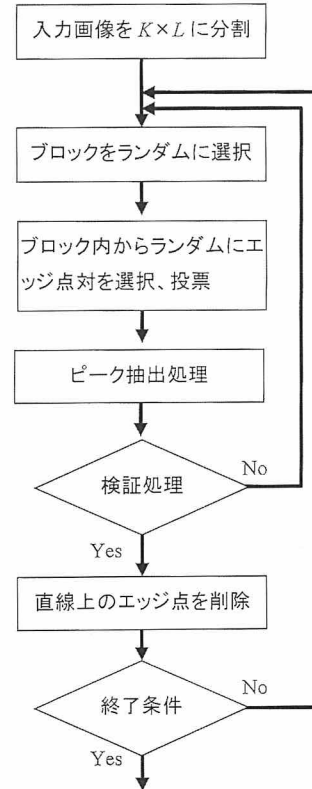 入力画像を K×L に分割
ブロックをランダムに選択
ブロック内からランダムにエ
ッジ点対を選択、投票
ピーク抽出処理
検証処理
No
Yes
直線上のエッジ点を削除
終了条件
No
Yes